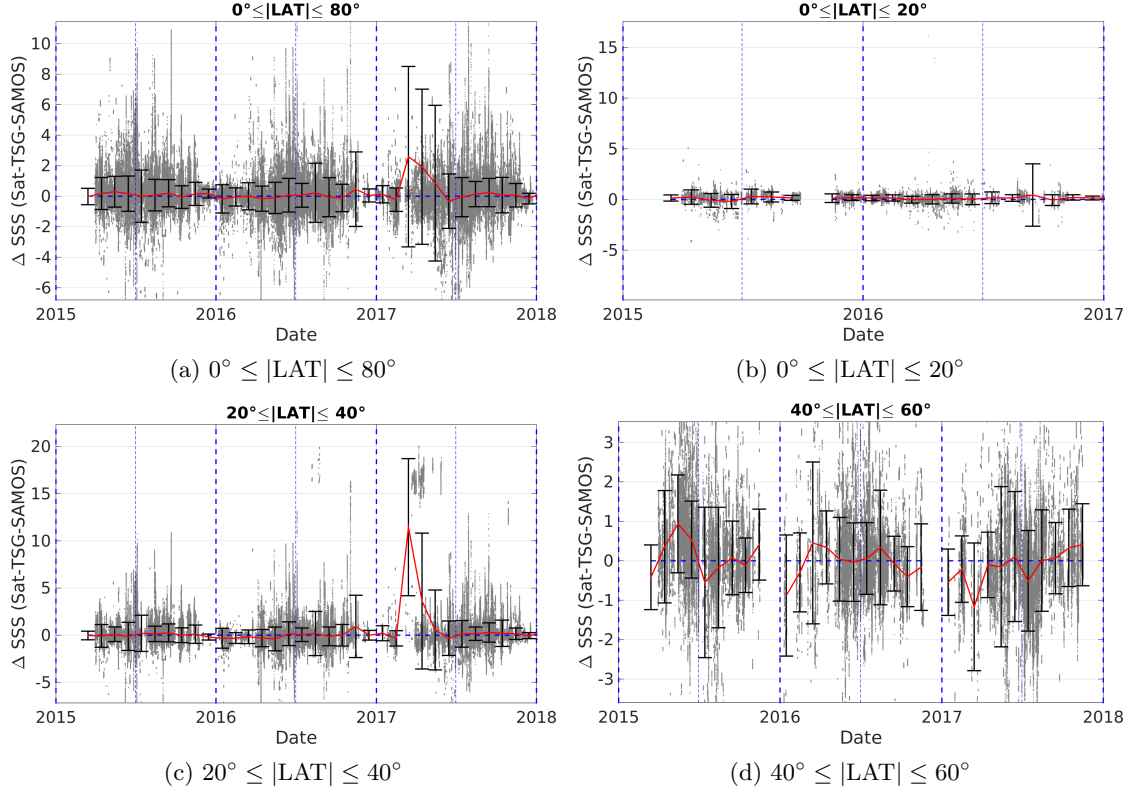 0°≤|LAT|≤ 80°
Δ SSS (Sat-TSG-SAMOS)
10
8
6
4
2
0
-2
-4
-6
2015
2016
2017
2018
Date
(a) 0° ≤ |LAT| ≤ 80°
0°≤|LAT|≤ 20°
Δ SSS (Sat-TSG-SAMOS)
15
10
5
0
-5
2015
2016
2017
Date
(b) 0° ≤ |LAT| ≤ 20°
20°≤|LAT|≤ 40°
Δ SSS (Sat-TSG-SAMOS)
20
15
10
5
0
-5
2015
2016
2017
2018
Date
(c) 20° ≤ |LAT| ≤ 40°
40°≤|LAT|≤ 60°
Δ SSS (Sat-TSG-SAMOS)
3
2
1
0
-1
-2
-3
2015
2016
2017
2018
Date
(d) 40° ≤ |LAT| ≤ 60°